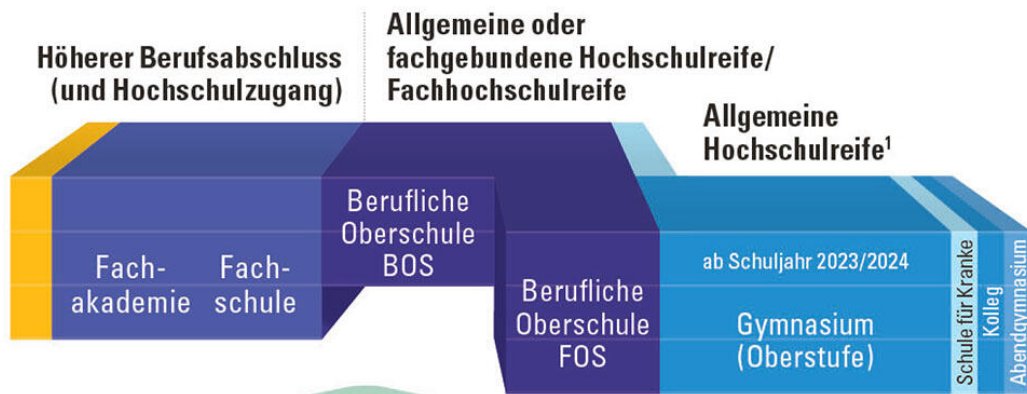 Höherer Berufsabschluss
(und Hochschulzugang)
Allgemeine oder
fachgebundene Hochschulreife/
Fachhochschulreife
Allgemeine
Hochschulreife¹
Fach-
akademie
Fach-
schule
Berufliche
Oberschule
BOS
Berufliche
Oberschule
FOS
ab Schuljahr 2023/2024
Gymnasium
(Oberstufe)
Schule für Kranke
Kolleg
Abendgymnasium